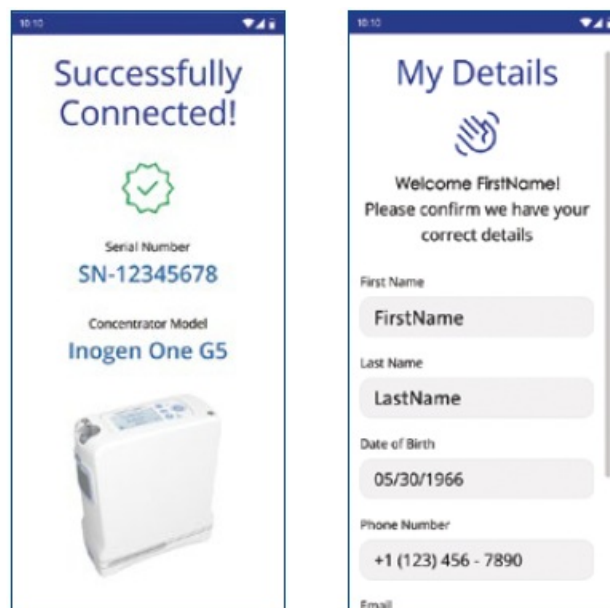 10:10
Successfully
Connected!
Serial Number
SN-12345678
Concentrator Model
Inogen One G5
10:10
My Details
Welcome FirstName!
Please confirm we have your
correct details
First Name
FirstName
Last Name
LastName
Date of Birth
05/30/1966
Phone Number
+1 (123) 456 - 7890
Email